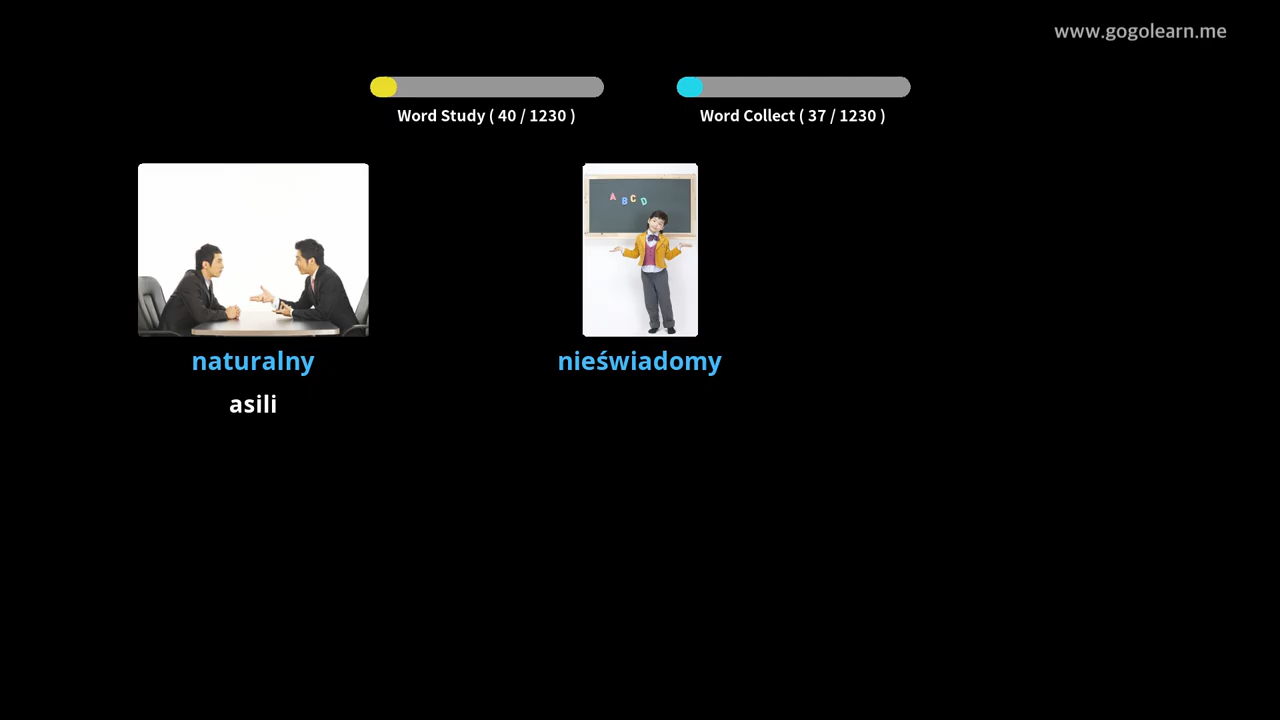 www.gogolearn.me
Word Study ( 40 / 1230 )
Word Collect ( 37 / 1230 )
A B C D
naturalny
nieświadomy
asili